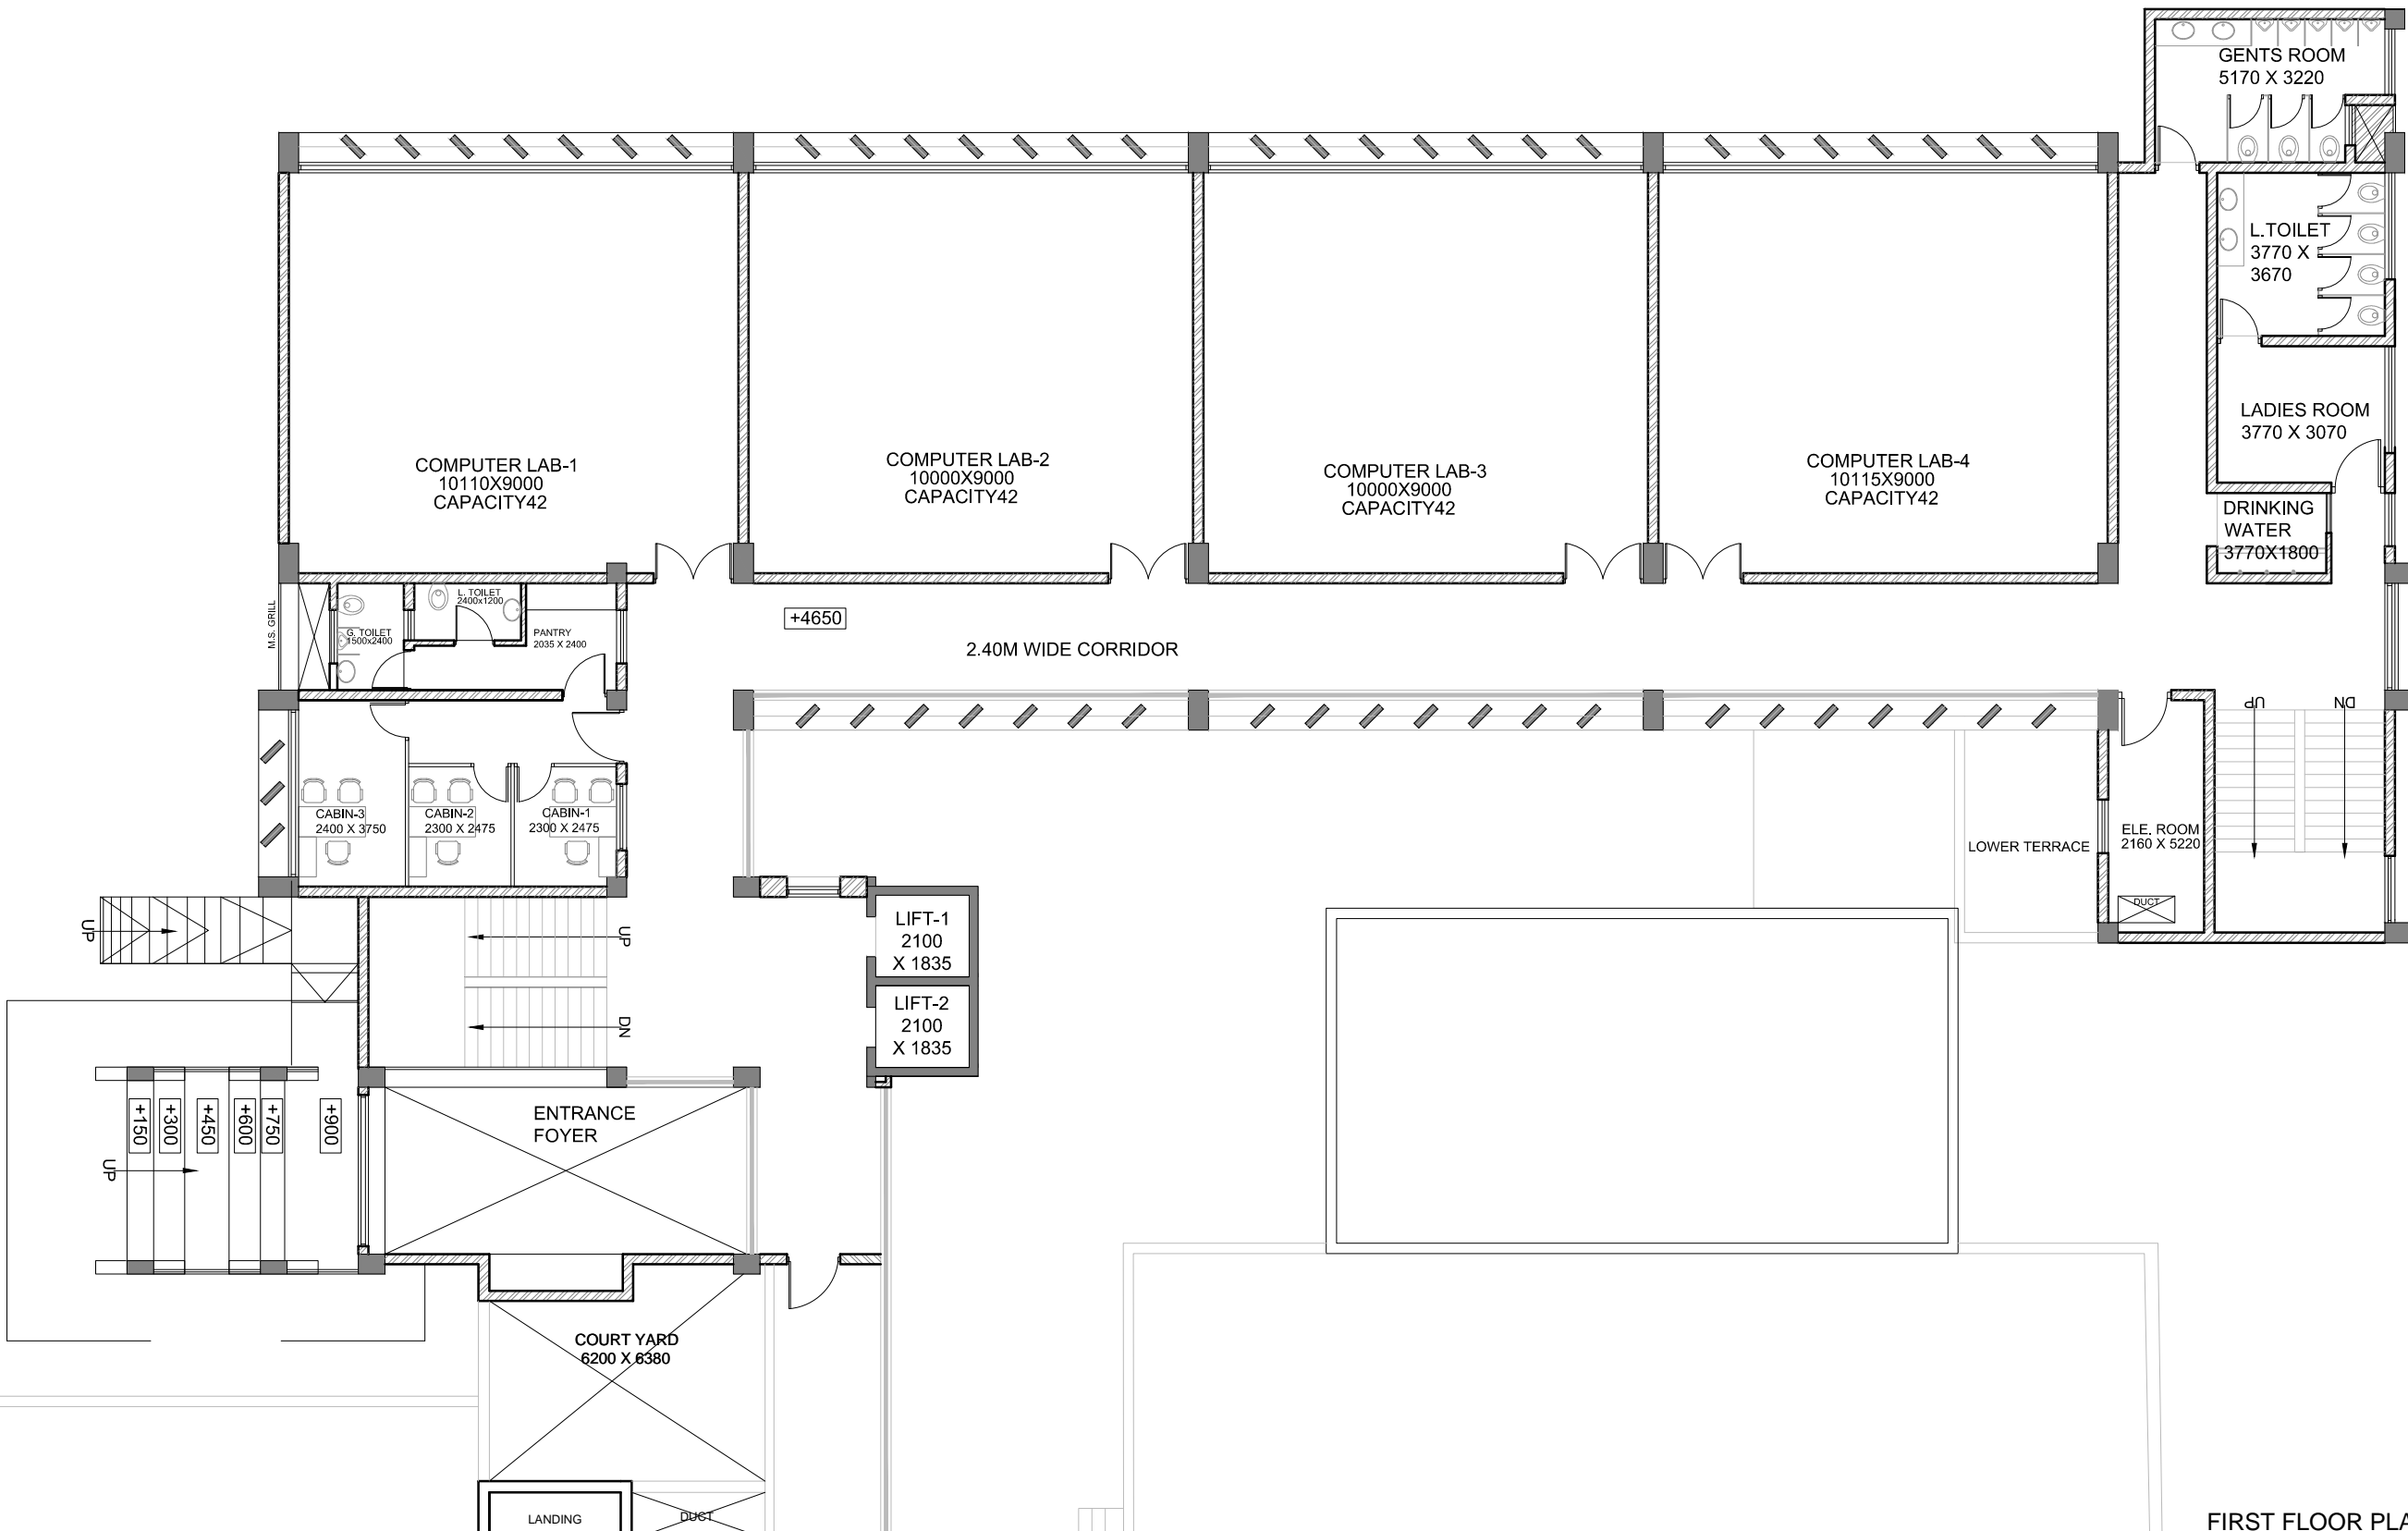 GENTS ROOM
5170 X 3220
L.TOILET
3770 X
3670
LADIES ROOM
3770 X 3070
DRINKING
WATER
3770X1800
COMPUTER LAB-1
10110X9000
CAPACITY42
COMPUTER LAB-2
10000X9000
CAPACITY42
COMPUTER LAB-3
10000X9000
CAPACITY42
COMPUTER LAB-4
10115X9000
CAPACITY42
M.S. GRILL
G. TOILET
1500x2400
L. TOILET
2400x1200
PANTRY
2035 X 2400
+4650
2.40M WIDE CORRIDOR
UP
DN
CABIN-3
2400 X 3750
CABIN-2
2300 X 2475
CABIN-1
2300 X 2475
LOWER TERRACE
ELE. ROOM
2160 X 5220
DUCT
UP
UP
DN
LIFT-1
2100
X 1835
LIFT-2
2100
X 1835
+150
+300
+450
+600
+750
+900
UP
ENTRANCE
FOYER
COURT YARD
6200 X 6380
LANDING
DUCT
FIRST FLOOR PLA